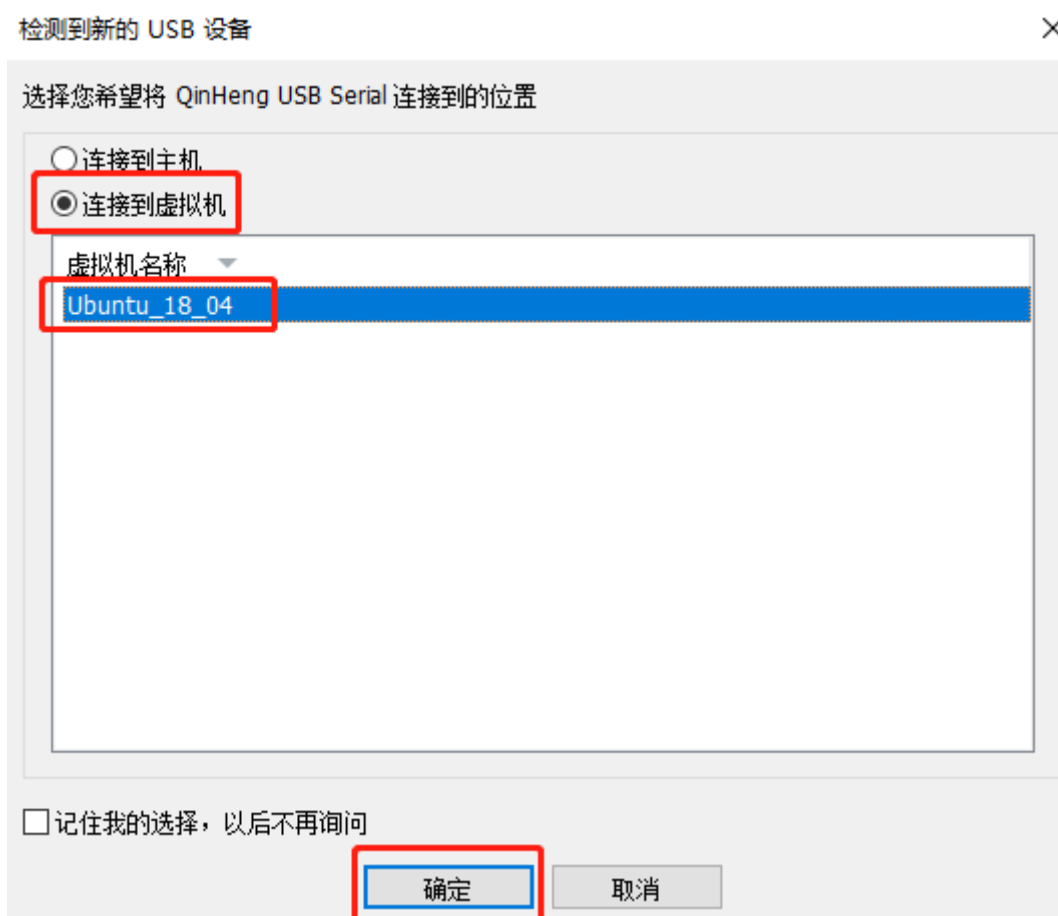 检测到新的 USB 设备
选择您希望将 QinHeng USB Serial 连接到的位置
连接到主机
连接到虚拟机
虚拟机名称
Ubuntu_18_04
记住我的选择，以后不再询问
确定
取消